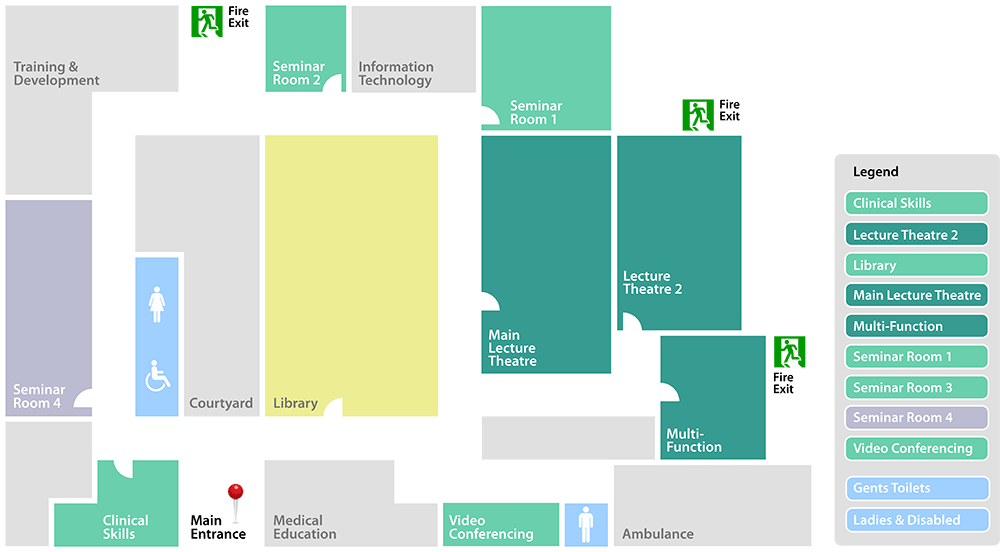 Fire
Exit
Training &
Development
Seminar
Room 2
Information
Technology
Seminar
Room 1
Fire
Exit
Lecture
Theatre 2
Main
Lecture
Theatre
Fire
Exit
Seminar
Room 4
Courtyard
Library
Multi-
Function
Clinical
Skills
Main
Entrance
Medical
Education
Video
Conferencing
Ambulance
Legend
Clinical Skills
Lecture Theatre 2
Library
Main Lecture Theatre
Multi-Function
Seminar Room 1
Seminar Room 3
Seminar Room 4
Video Conferencing
Gents Toilets
Ladies & Disabled